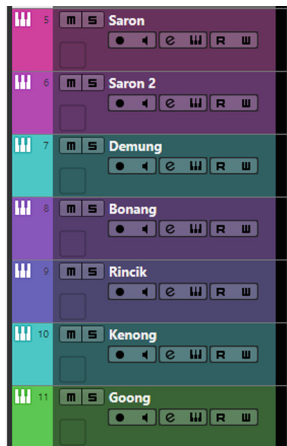 5 m S Saron
e R W
6 m S Saron 2
e R W
7 m S Demung
e R W
8 m S Bonang
e R W
9 m S Rincik
e R W
10 m S Kenong
e R W
11 m S Goong
e R W